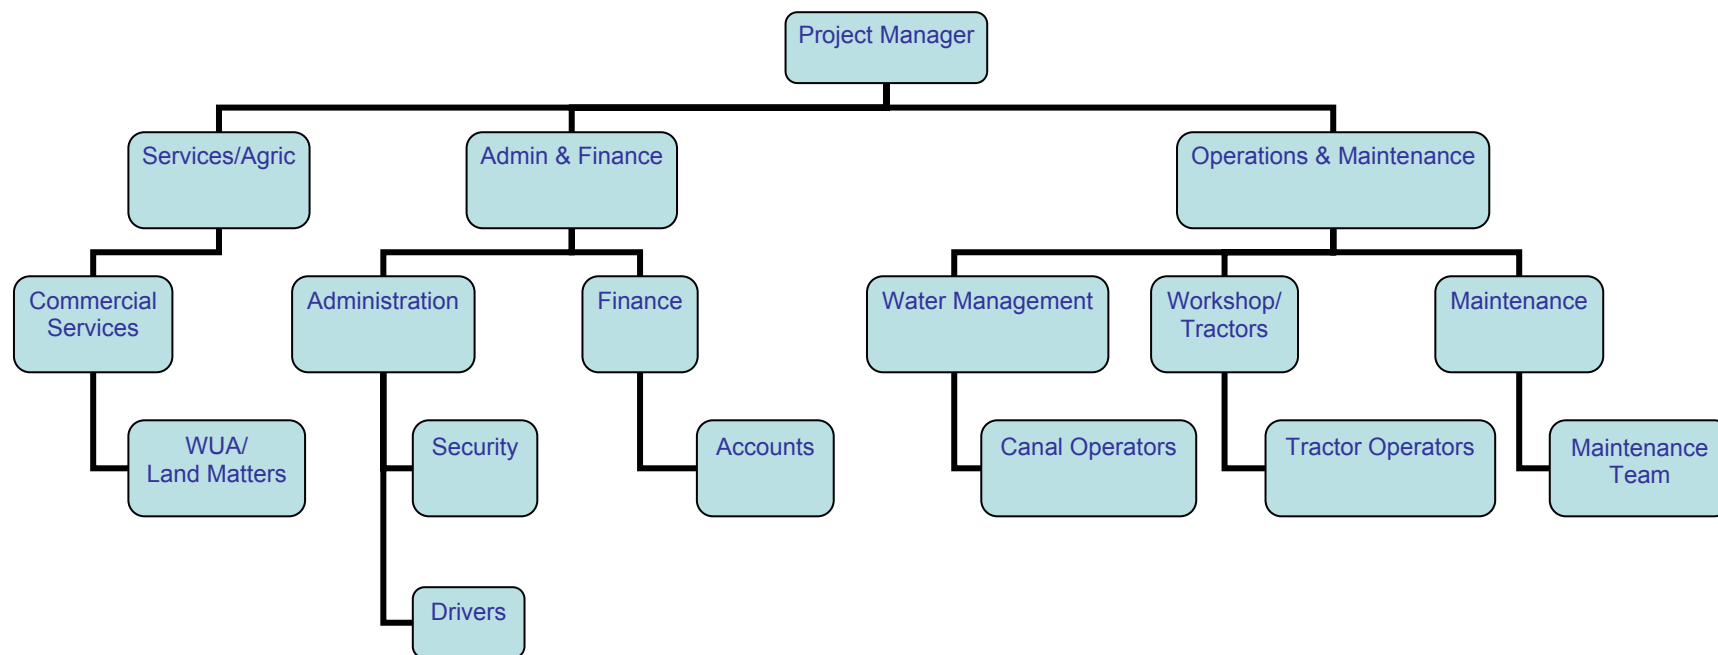 Project Manager
Services/Agric
Admin & Finance
Operations & Maintenance
Commercial
Services
Administration
Finance
Water Management
Workshop/
Tractors
Maintenance
WUA/
Land Matters
Security
Accounts
Canal Operators
Tractor Operators
Maintenance
Team
Drivers